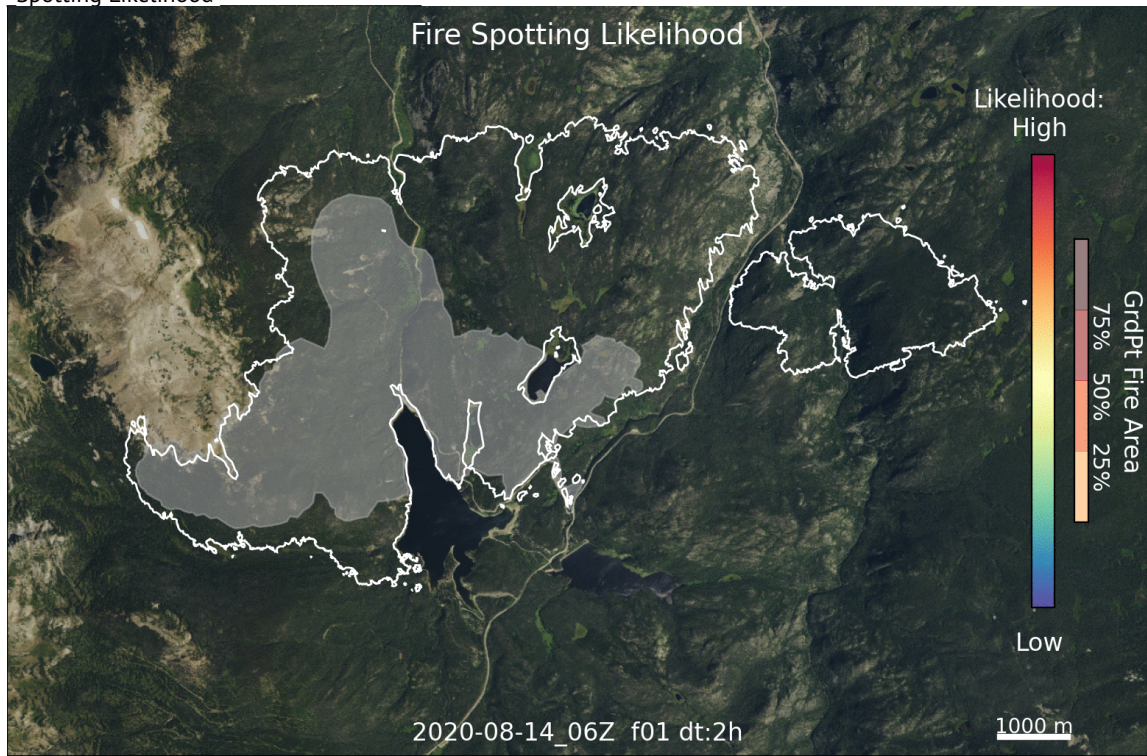 Spotting Likelihood
Fire Spotting Likelihood
Likelihood:
High
GrdPt Fire Area
75%
50%
25%
Low
2020-08-14_06Z f01 dt:2h
1000 m